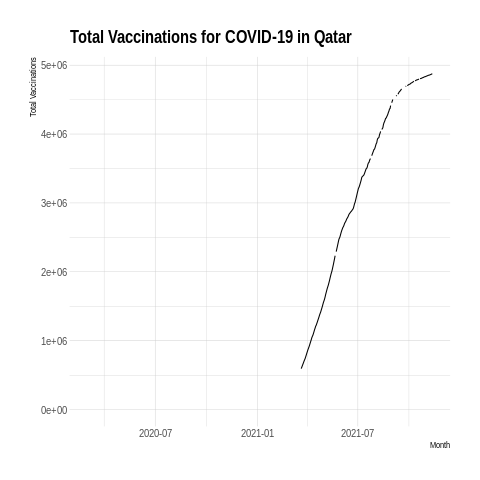 Total Vaccinations for COVID-19 in Qatar
Total Vaccinations
5e+06
4e+06
3e+06
2e+06
1e+06
0e+00
2020-07
2021-01
2021-07
Month